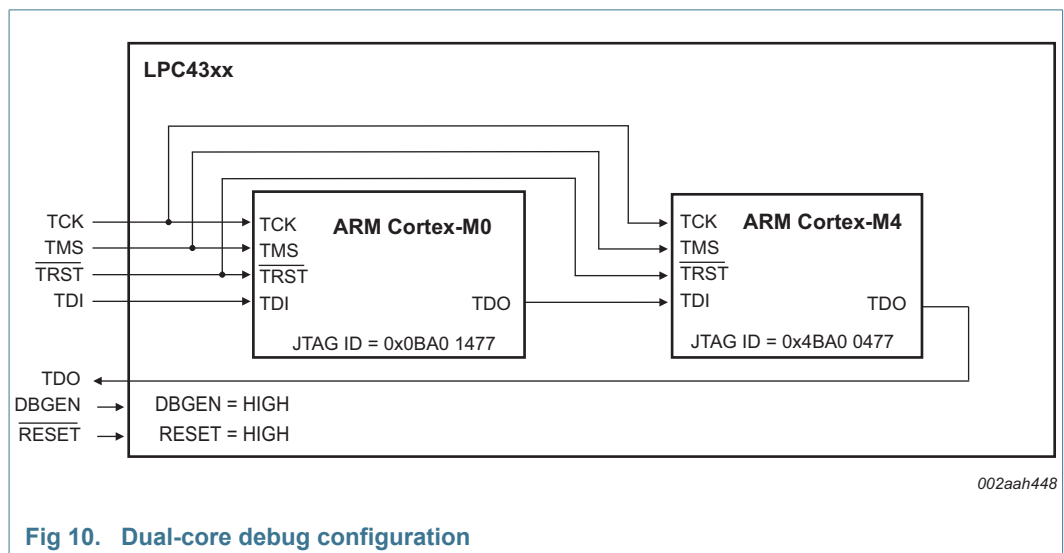 LPC43xx
TCK
TMS
TRST
TDI
TCK
TMS
TRST
TDI
ARM Cortex-M0
TDO
JTAG ID = 0x0BA0 1477
TCK
TMS
TRST
TDI
ARM Cortex-M4
TDO
JTAG ID = 0x4BA0 0477
TDO
DBGEN
DBGEN = HIGH
RESET
RESET = HIGH
002aah448
Fig 10. Dual-core debug configuration